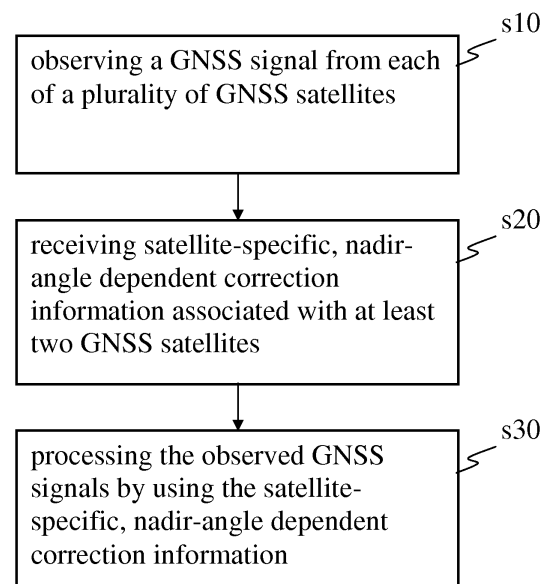 s10
observing a GNSS signal from each
of a plurality of GNSS satellites
s20
receiving satellite-specific, nadir-
angle dependent correction
information associated with at least
two GNSS satellites
s30
processing the observed GNSS
signals by using the satellite-
specific, nadir-angle dependent
correction information